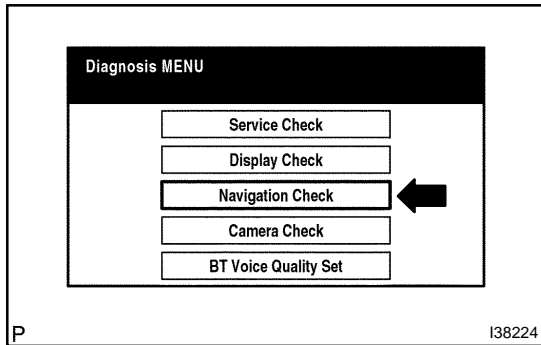 Diagnosis MENU
Service Check
Display Check
Navigation Check
Camera Check
BT Voice Quality Set
P
I38224